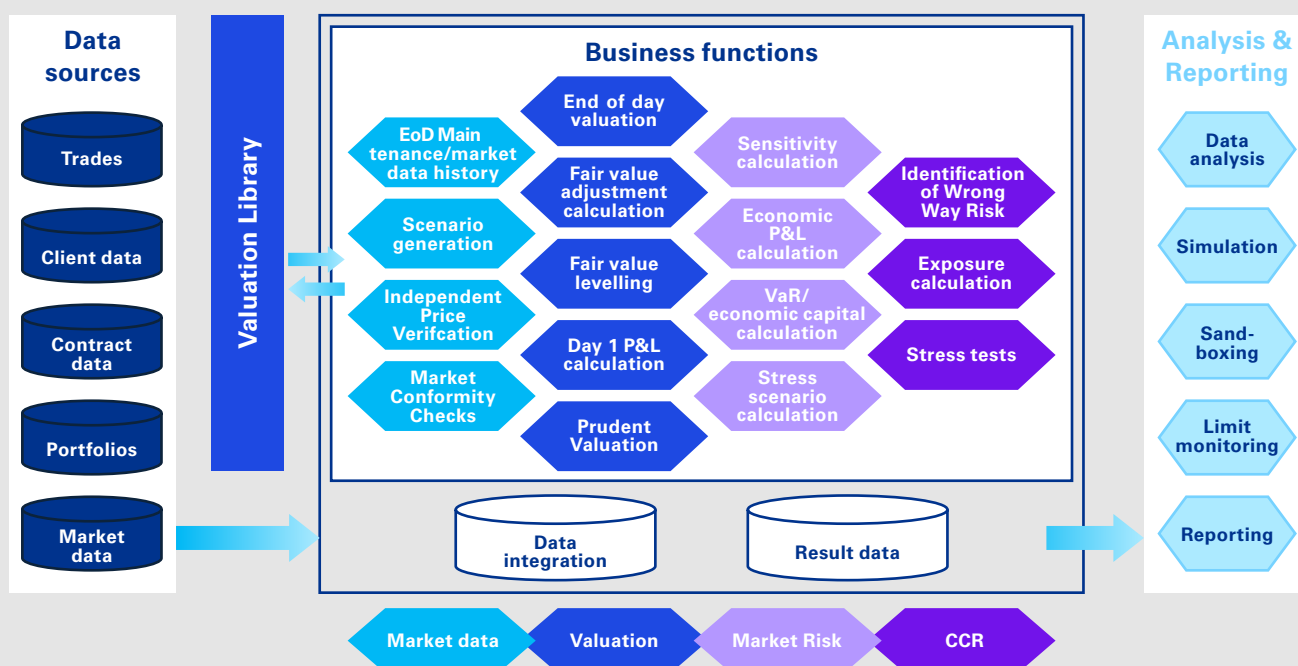 Data
sources
Trades
Client data
Contract
data
Portfolios
Market
data
Valuation Library
Business functions
EoD Main
tenance/market
data history
Scenario
generation
Independent
Price
Verifcation
Market
Conformity
Checks
End of day
valuation
Fair value
adjustment
calculation
Fair value
levelling
Day 1 P&L
calculation
Prudent
Valuation
Sensitivity
calculation
Economic
P&L
calculation
VaR/
economic capital
calculation
Stress
scenario
calculation
Identification
of Wrong
Way Risk
Exposure
calculation
Stress tests
Data
integration
Result data
Analysis &
Reporting
Data
analysis
Simulation
Sand-
boxing
Limit
monitoring
Reporting
Market data
Valuation
Market Risk
CCR